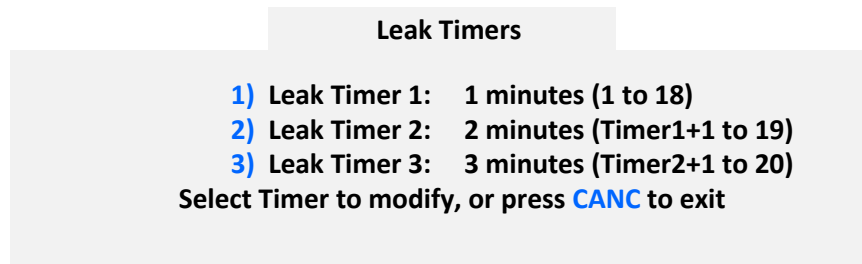 Leak Timers
1) Leak Timer 1: 1 minutes (1 to 18)
2) Leak Timer 2: 2 minutes (Timer1+1 to 19)
3) Leak Timer 3: 3 minutes (Timer2+1 to 20)
Select Timer to modify, or press CANC to exit